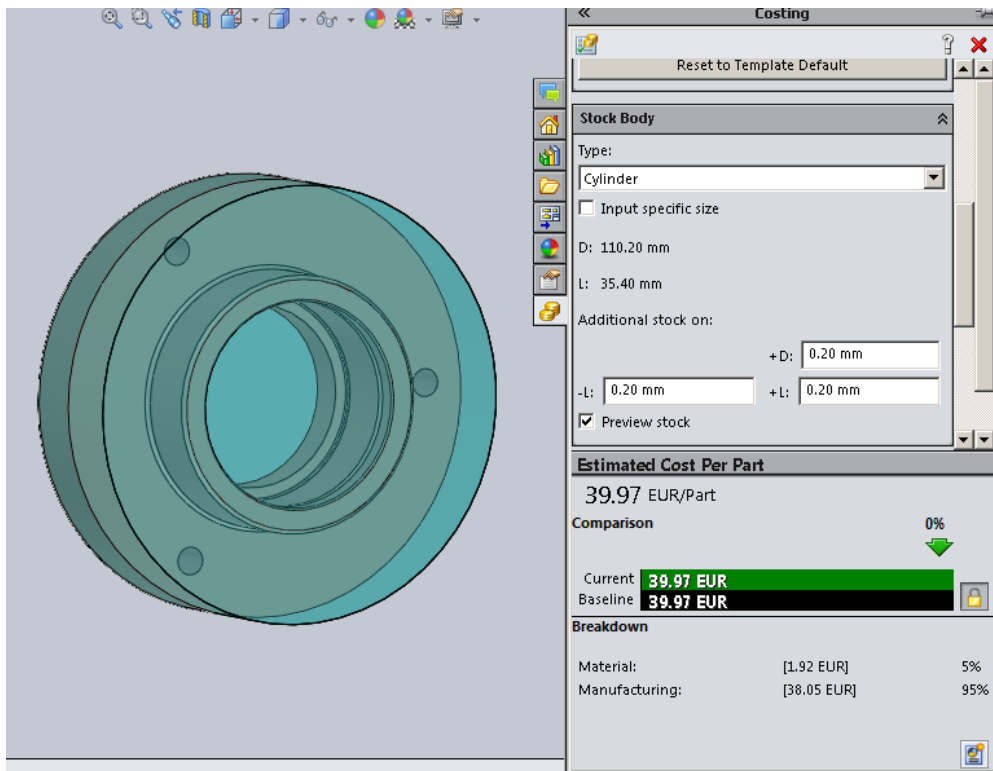 Costing
Reset to Template Default
Stock Body
Type:
Cylinder
Input specific size
D: 110.20 mm
L: 35.40 mm
Additional stock on:
+D: 0.20 mm
-L: 0.20 mm +L: 0.20 mm
Preview stock
Estimated Cost Per Part
39.97 EUR/Part
Comparison 0%
Current 39.97 EUR
Baseline 39.97 EUR
Breakdown
Material: [1.92 EUR] 5%
Manufacturing: [38.05 EUR] 95%